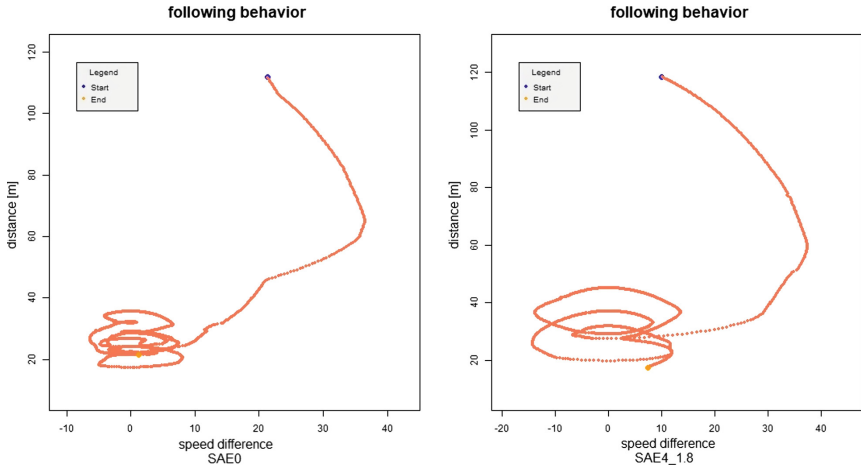 following behavior
distance [m]
120
100
80
60
40
20
Legend
Start
End
-10
0
10
20
30
40
speed difference
SAE0
following behavior
distance [m]
120
100
80
60
40
20
Legend
Start
End
-20
-10
0
10
20
30
40
speed difference
SAE4_1.8